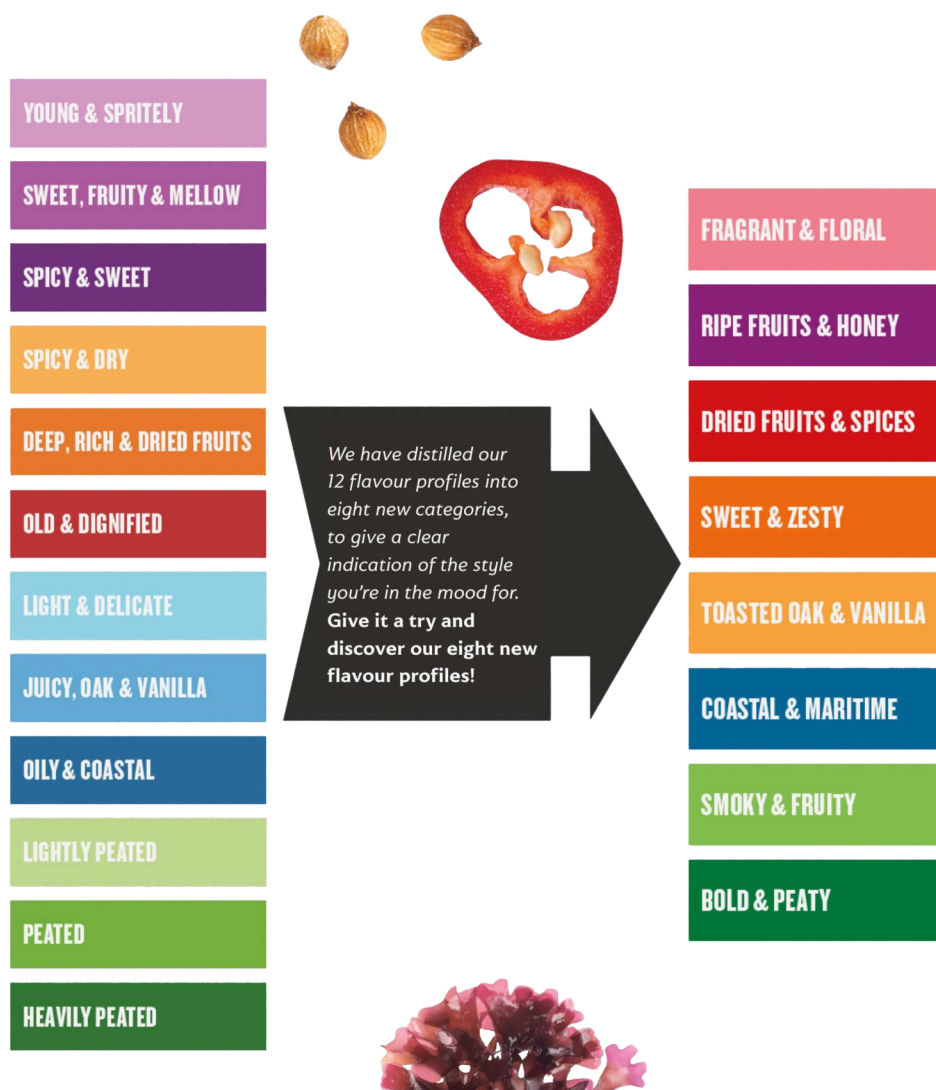 YOUNG & SPRITELY
SWEET, FRUITY & MELLOW
SPICY & SWEET
SPICY & DRY
DEEP, RICH & DRIED FRUITS
OLD & DIGNIFIED
LIGHT & DELICATE
JUICY, OAK & VANILLA
OILY & COASTAL
LIGHTLY PEATED
PEATED
HEAVILY PEATED
We have distilled our
12 flavour profiles into
eight new categories,
to give a clear
indication of the style
you're in the mood for.
Give it a try and
discover our eight new
flavour profiles!
FRAGRANT & FLORAL
RIPE FRUITS & HONEY
DRIED FRUITS & SPICES
SWEET & ZESTY
TOASTED OAK & VANILLA
COASTAL & MARITIME
SMOKY & FRUITY
BOLD & PEATY